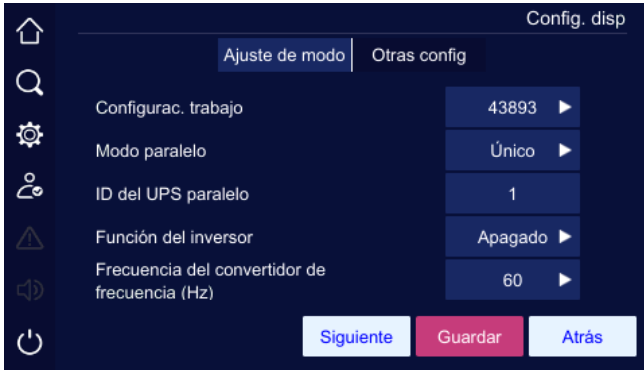 Config. disp
Ajuste de modo
Otras config
Configurac. trabajo
43893
Modo paralelo
Único
ID del UPS paralelo
1
Función del inversor
Apagado
Frecuencia del convertidor de
frecuencia (Hz)
60
Siguiente
Guardar
Atrás